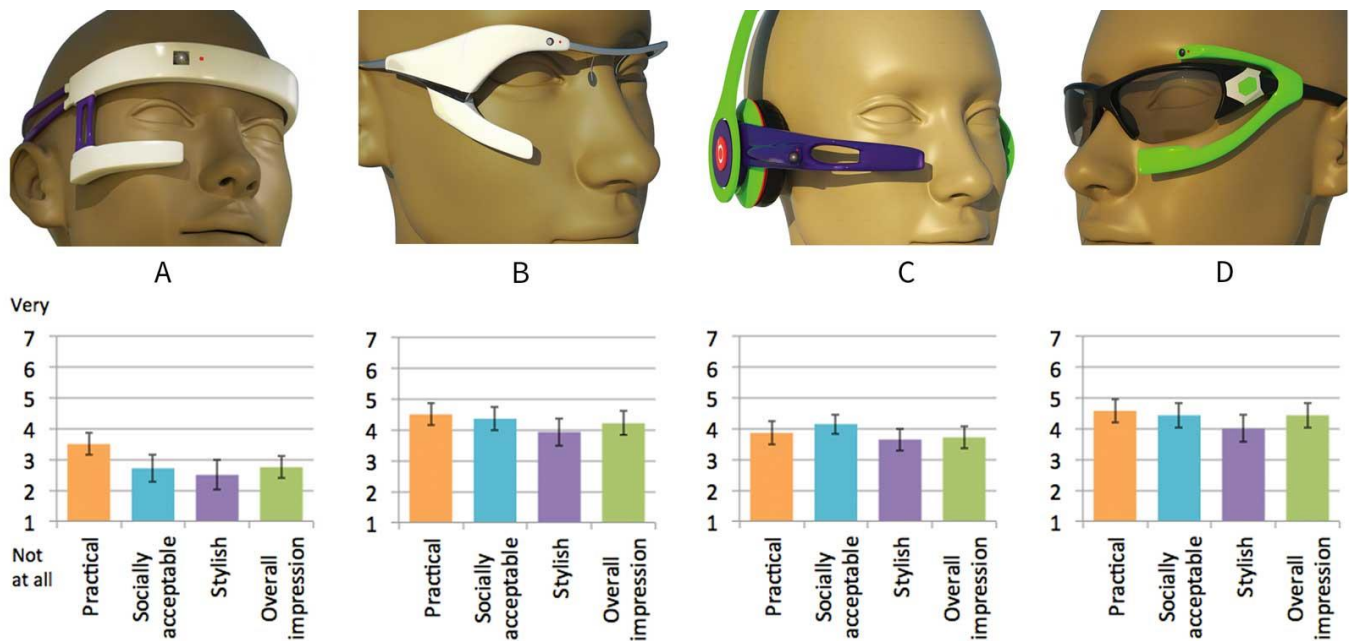 A B C D
Very
7 7 7 7
6 6 6 6
5 5 5 5
4 4 4 4
3 3 3 3
2 2 2 2
1 1 1 1
Not
at all
Practical
Socially
acceptable
Stylish
Overall
impression
Practical
Socially
acceptable
Stylish
Overall
impression
Practical
Socially
acceptable
Stylish
Overall
impression
Practical
Socially
acceptable
Stylish
Overall
impression